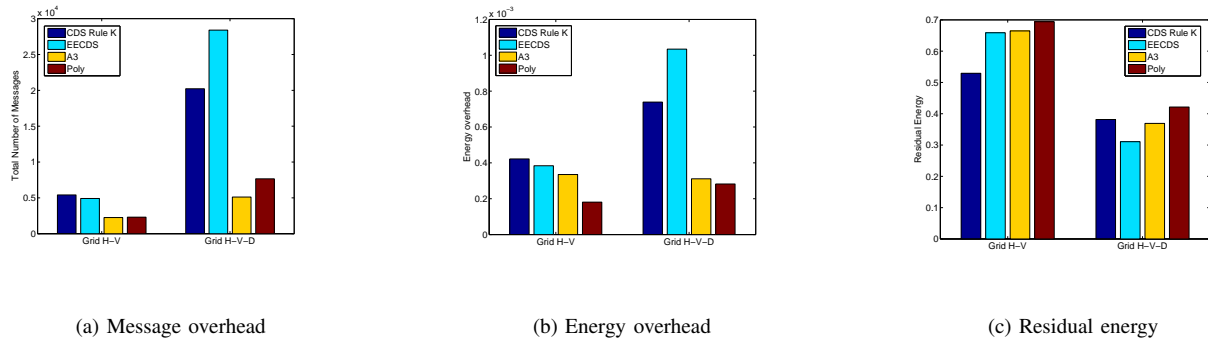 x 10^4
3
2.5
2
1.5
1
0.5
0
Total Number of Messages
CDS Rule K
EECDS
A3
Poly
Grid H−V
Grid H−V−D
(a) Message overhead
x 10^−3
1.2
1
0.8
0.6
0.4
0.2
0
Energy overhead
CDS Rule K
EECDS
A3
Poly
Grid H−V
Grid H−V−D
(b) Energy overhead
0.7
0.6
0.5
0.4
0.3
0.2
0.1
0
Residual Energy
CDS Rule K
EECDS
A3
Poly
Grid H−V
Grid H−V−D
(c) Residual energy